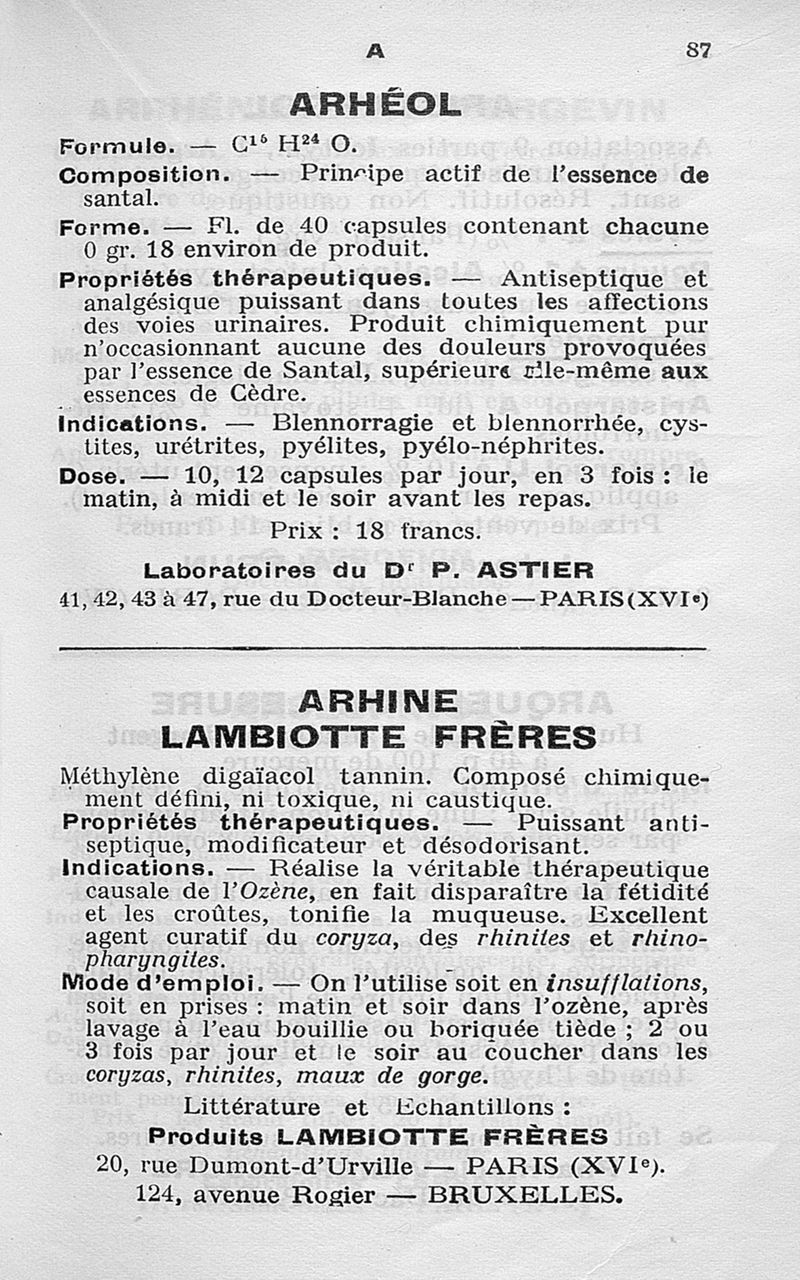 A 87
ARHÉOL
Formule. — C¹⁵ H²⁴ O.
Composition. — Principe actif de l'essence de
santal.
Forme. — Fl. de 40 capsules contenant chacune
0 gr. 18 environ de produit.
Propriétés thérapeutiques. — Antiseptique et
analgésique puissant dans toutes les affections
des voies urinaires. Produit chimiquement pur
n'occasionnant aucune des douleurs provoquées
par l'essence de Santal, supérieure elle-même aux
essences de Cèdre.
Indications. — Blennorragie et blennorrhée, cys-
tites, urétrites, pyélites, pyélo-néphrites.
Dose. — 10, 12 capsules par jour, en 3 fois : le
matin, à midi et le soir avant les repas.
Prix : 18 francs.
Laboratoires du Dʳ P. ASTIER
41, 42, 43 à 47, rue du Docteur-Blanche — PARIS (XVIᵉ)
ARHINE
LAMBIOTTE FRÈRES
Méthylène digaïacol tannin. Composé chimique-
ment défini, ni toxique, ni caustique.
Propriétés thérapeutiques. — Puissant anti-
septique, modificateur et désodorisant.
Indications. — Réalise la véritable thérapeutique
causale de l'Ozène, en fait disparaître la fétidité
et les croûtes, tonifie la muqueuse. Excellent
agent curatif du coryza, des rhinites et rhino-
pharyngites.
Mode d'emploi. — On l'utilise soit en insufflations,
soit en prises : matin et soir dans l'ozène, après
lavage à l'eau bouillie ou boriquée tiède ; 2 ou
3 fois par jour et le soir au coucher dans les
coryzas, rhinites, maux de gorge.
Littérature et Echantillons :
Produits LAMBIOTTE FRÈRES
20, rue Dumont-d'Urville — PARIS (XVIᵉ).
124, avenue Rogier — BRUXELLES.